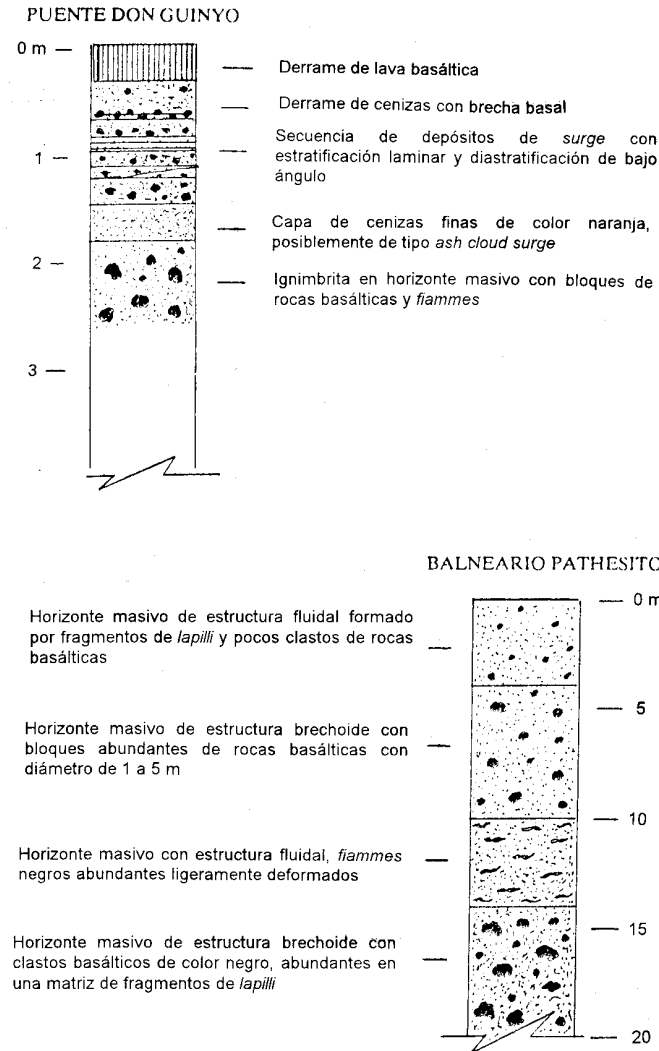 PUENTE DON GUINYO
0 m
Derrame de lava basáltica
Derrame de cenizas con brecha basal
Secuencia de depósitos de surge con
estratificación laminar y diastratificación de bajo
ángulo
1
Capa de cenizas finas de color naranja,
posiblemente de tipo ash cloud surge
2
Ignimbrita en horizonte masivo con bloques de
rocas basálticas y fiammes
3
BALNEARIO PATHESITO
0 m
Horizonte masivo de estructura fluidal formado
por fragmentos de lapilli y pocos clastos de rocas
basálticas
5
Horizonte masivo de estructura brechoide con
bloques abundantes de rocas basálticas con
diámetro de 1 a 5 m
10
Horizonte masivo con estructura fluidal, fiammes
negros abundantes ligeramente deformados
15
Horizonte masivo de estructura brechoide con
clastos basálticos de color negro, abundantes en
una matriz de fragmentos de lapilli
20